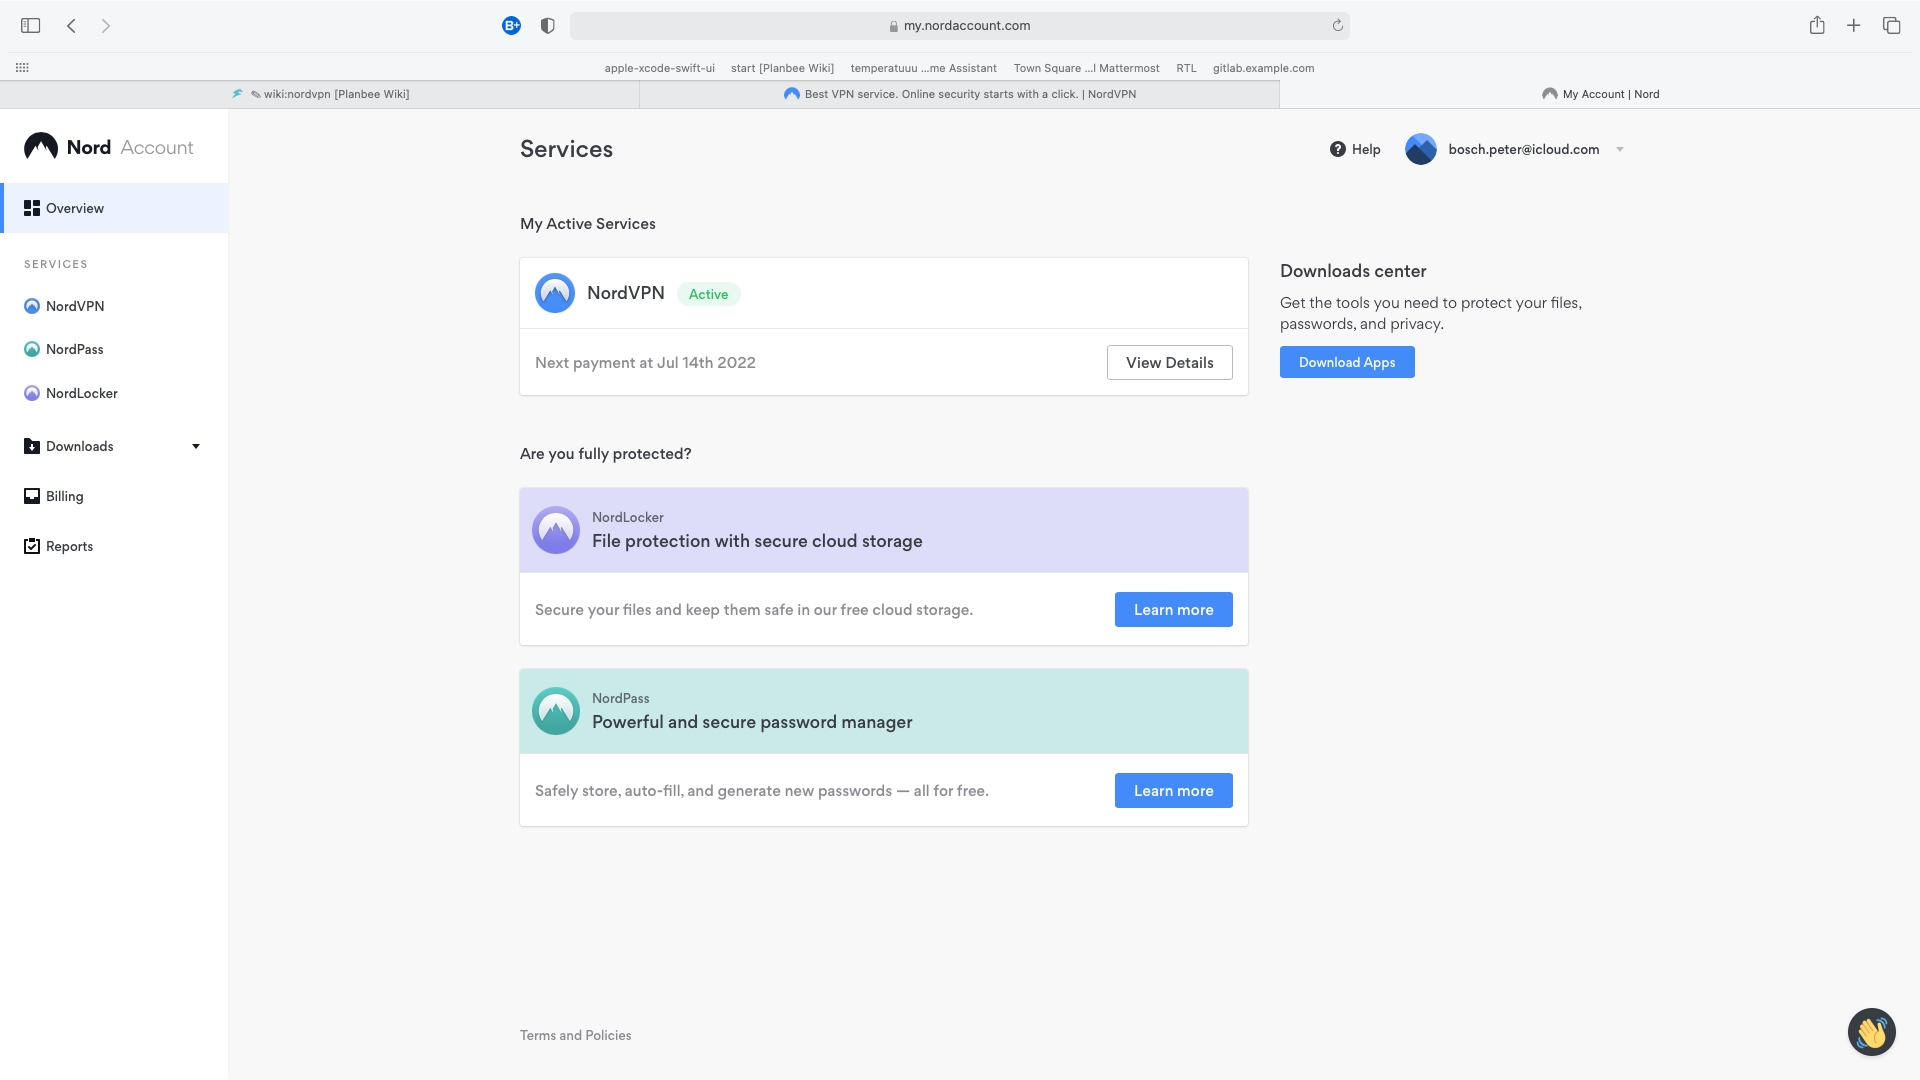 B+
my.nordaccount.com
apple-xcode-swift-ui
start [Planbee Wiki]
temperatuuu ...me Assistant
Town Square ...l Mattermost
RTL
gitlab.example.com
✎ wiki:nordvpn [Planbee Wiki]
Best VPN service. Online security starts with a click. | NordVPN
My Account | Nord
Nord Account
Overview
SERVICES
NordVPN
NordPass
NordLocker
Downloads
Billing
Reports
Services
Help
bosch.peter@icloud.com
My Active Services
NordVPN
Active
Next payment at Jul 14th 2022
View Details
Downloads center
Get the tools you need to protect your files,
passwords, and privacy.
Download Apps
Are you fully protected?
NordLocker
File protection with secure cloud storage
Secure your files and keep them safe in our free cloud storage.
Learn more
NordPass
Powerful and secure password manager
Safely store, auto-fill, and generate new passwords — all for free.
Learn more
Terms and Policies